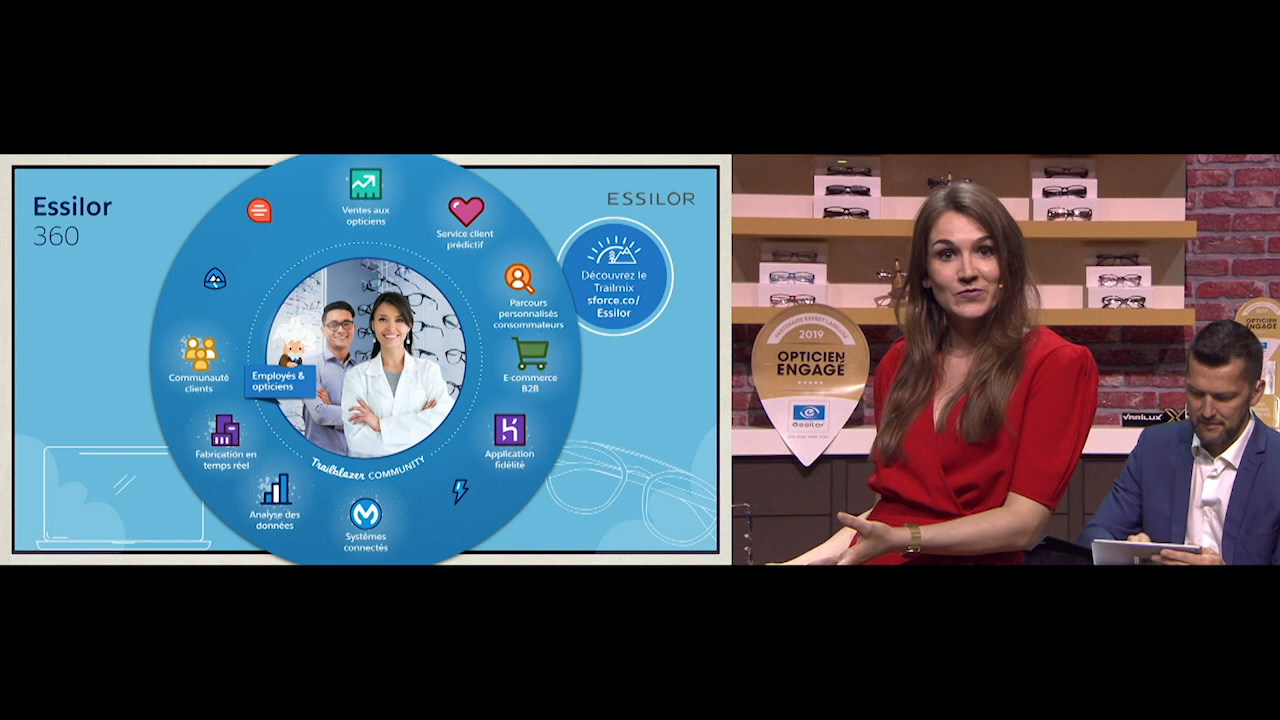 Essilor
360
ESSILOR
Ventes aux
opticiens
Service client
prédictif
Parcours
personnalisés
consommateurs
E-commerce
B2B
Application
fidélité
Systèmes
connectés
Analyse des
données
Fabrication en
temps réel
Communauté
clients
Employés &
opticiens
Trailblazer COMMUNITY
Découvrez le
Trailmix
sforce.co/
Essilor
2019
OPTICIEN
ENGAGÉ
essilor
VARILUX X
OPTICIEN